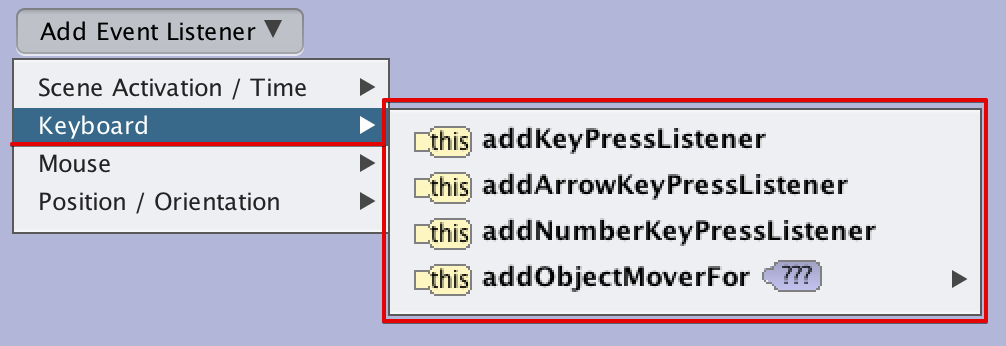 Add Event Listener ▼
Scene Activation / Time
Keyboard
Mouse
Position / Orientation
this addKeyPressListener
this addArrowKeyPressListener
this addNumberKeyPressListener
this addObjectMoverFor ???